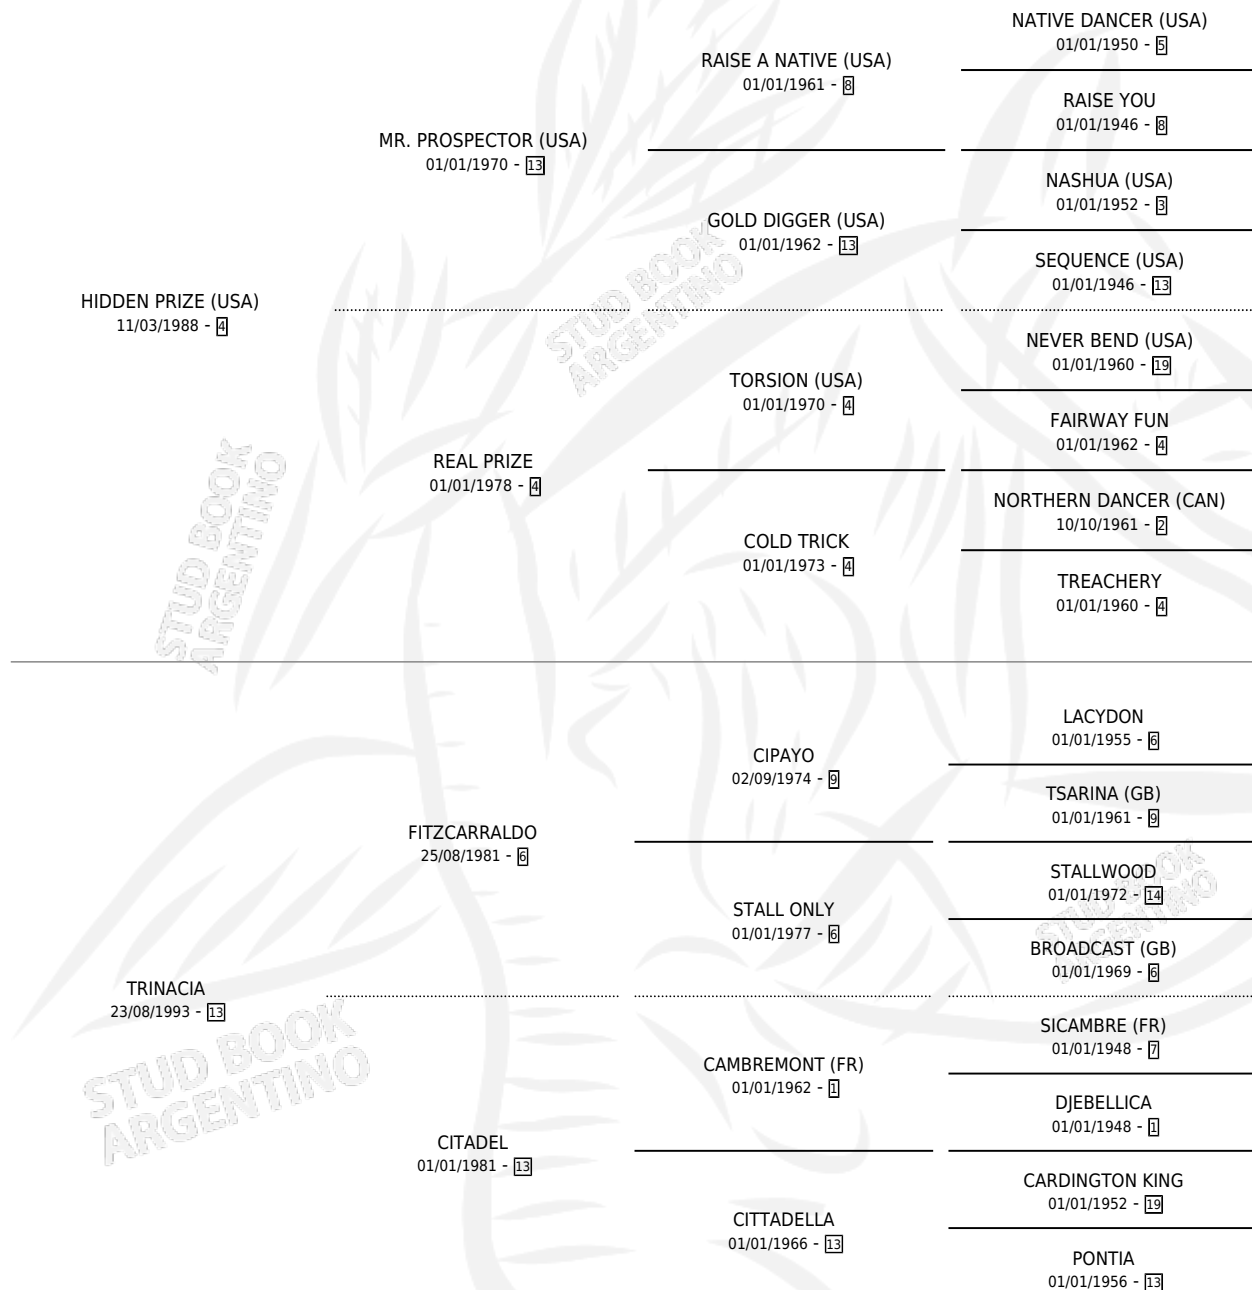 NATIVE DANCER (USA)
01/01/1950 - 5
RAISE A NATIVE (USA)
01/01/1961 - 8
RAISE YOU
01/01/1946 - 8
MR. PROSPECTOR (USA)
01/01/1970 - 13
NASHUA (USA)
01/01/1952 - 3
GOLD DIGGER (USA)
01/01/1962 - 13
SEQUENCE (USA)
01/01/1946 - 13
HIDDEN PRIZE (USA)
11/03/1988 - 4
NEVER BEND (USA)
01/01/1960 - 19
TORSION (USA)
01/01/1970 - 4
FAIRWAY FUN
01/01/1962 - 4
REAL PRIZE
01/01/1978 - 4
NORTHERN DANCER (CAN)
10/10/1961 - 2
COLD TRICK
01/01/1973 - 4
TREACHERY
01/01/1960 - 4
LACYDON
01/01/1955 - 6
CIPAYO
02/09/1974 - 9
TSARINA (GB)
01/01/1961 - 9
FITZCARRALDO
25/08/1981 - 6
STALLWOOD
01/01/1972 - 14
STALL ONLY
01/01/1977 - 6
BROADCAST (GB)
01/01/1969 - 6
TRINACIA
23/08/1993 - 13
SICAMBRE (FR)
01/01/1948 - 7
CAMBREMONT (FR)
01/01/1962 - 1
DJEBELLICA
01/01/1948 - 1
CITADEL
01/01/1981 - 13
CARDINGTON KING
01/01/1952 - 19
CITTADELLA
01/01/1966 - 13
PONTIA
01/01/1956 - 13
STUD BOOK
ARGENTINO
STUD BOOK
ARGENTINO
STUD BOOK
ARGENTINO
STUD BOOK
ARGENTINO